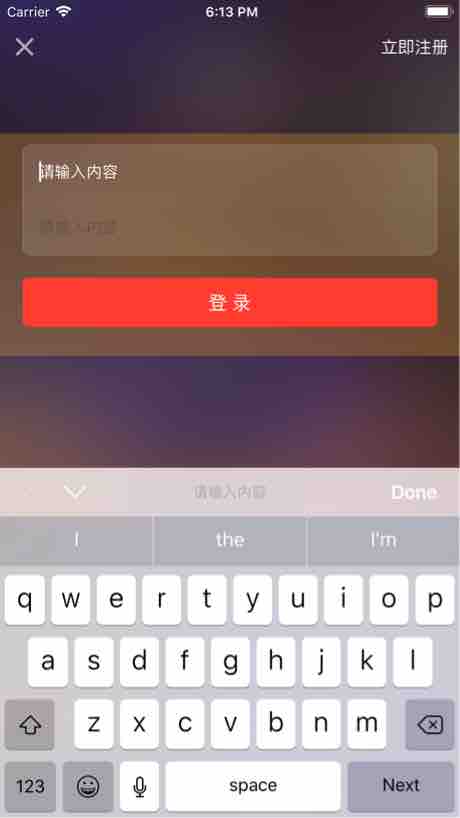 Carrier 6:13 PM
立即注册
请输入内容
请输入内容
登 录
请输入内容 Done
I the I'm
q w e r t y u i o p
a s d f g h j k l
z x c v b n m
123 space Next